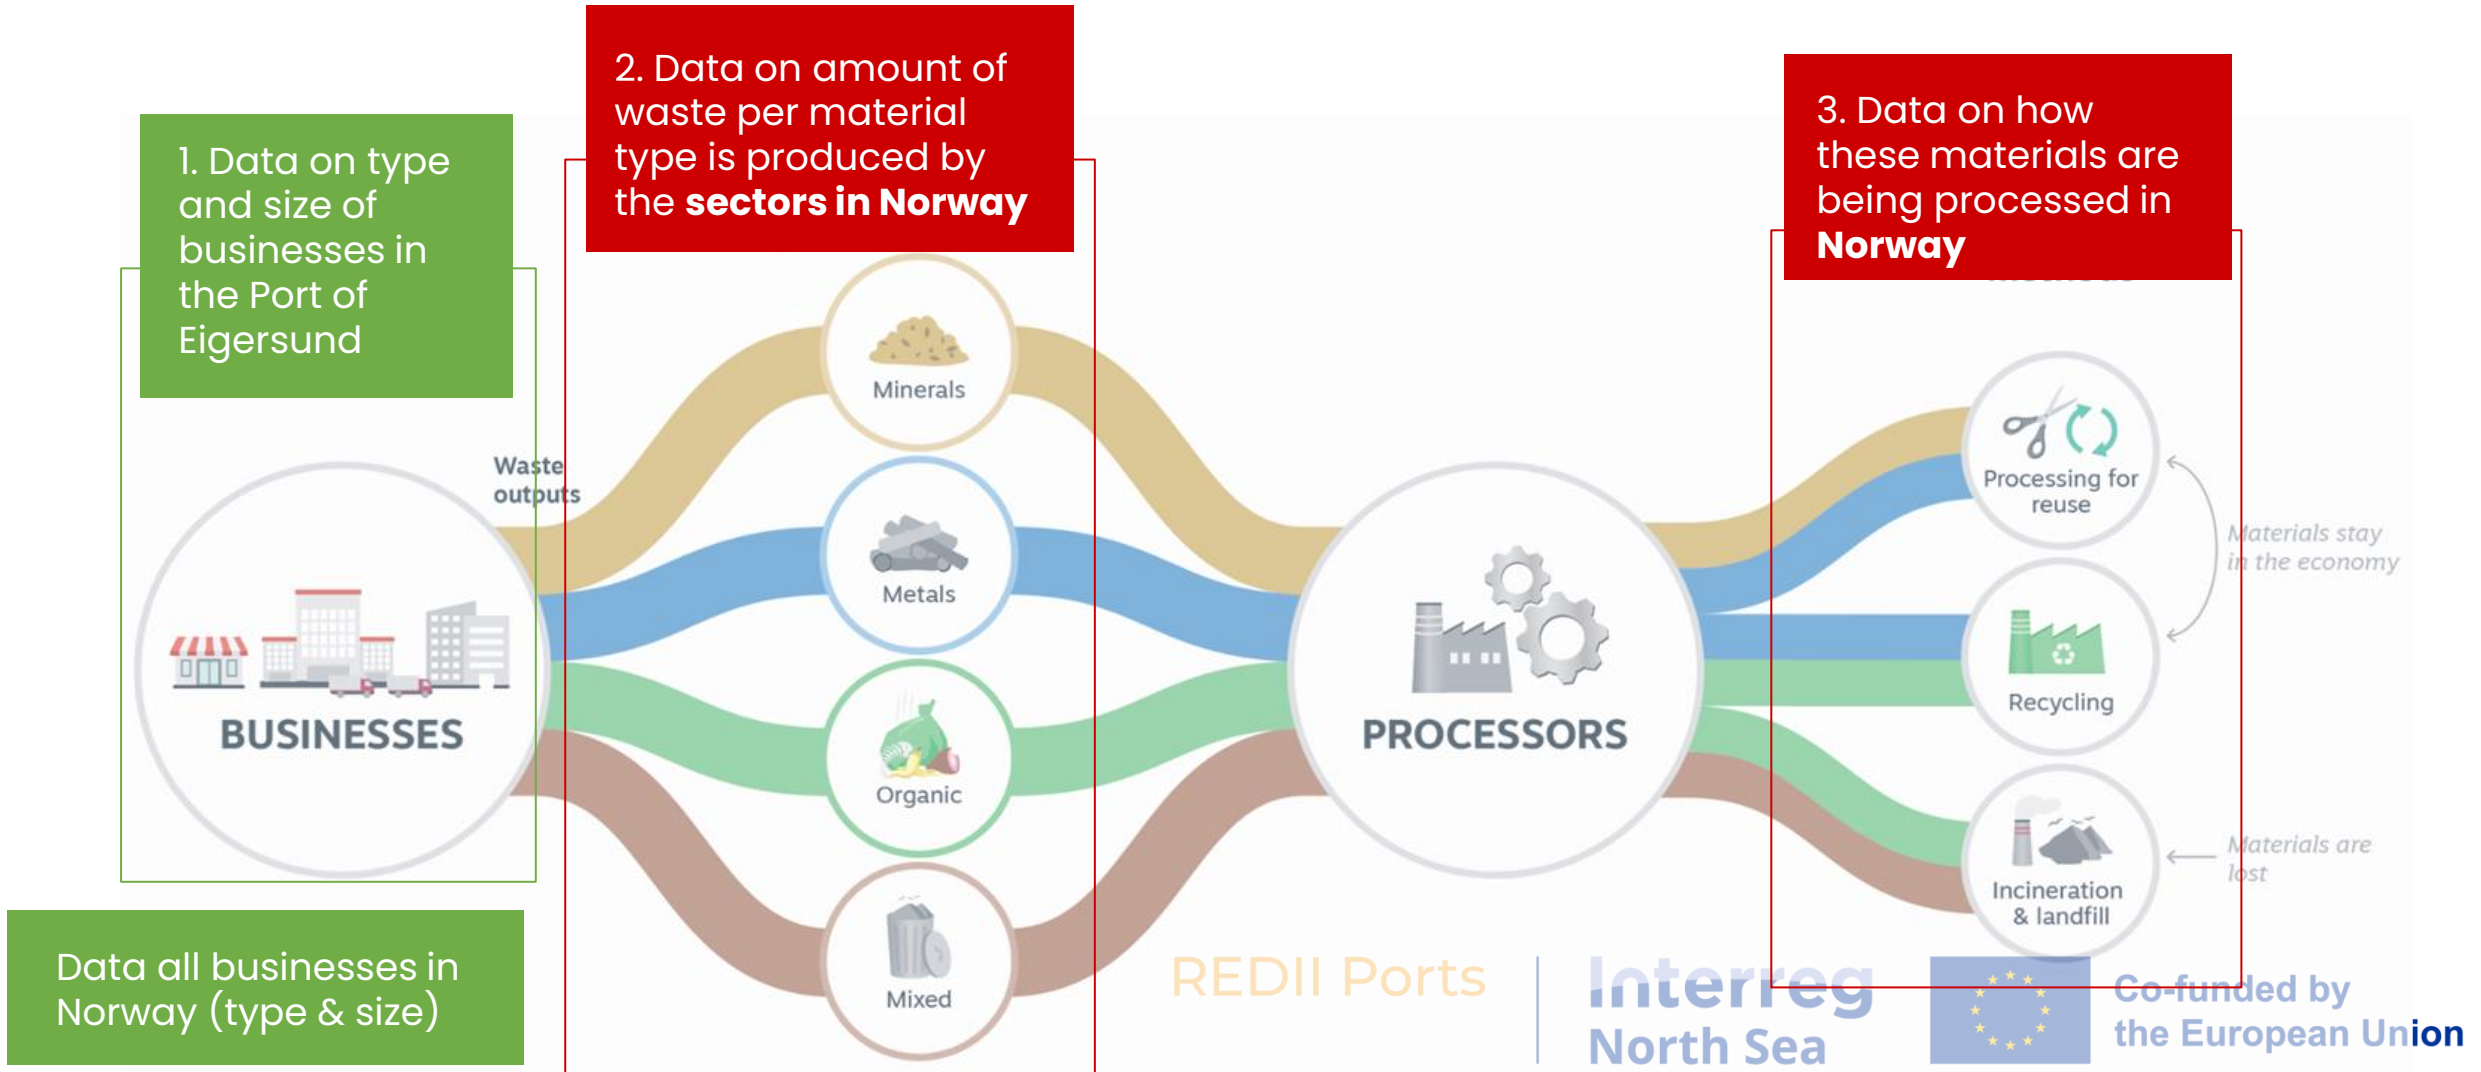 1. Data on type
and size of
businesses in
the Port of
Eigersund
2. Data on amount of
waste per material
type is produced by
the sectors in Norway
3. Data on how
these materials are
being processed in
Norway
Waste
outputs
BUSINESSES
Minerals
Metals
Organic
Mixed
PROCESSORS
Processing for
reuse
Recycling
Incineration
& landfill
Materials stay
in the economy
Materials are
lost
Data all businesses in
Norway (type & size)
REDII Ports
Interreg
North Sea
Co-funded by
the European Union